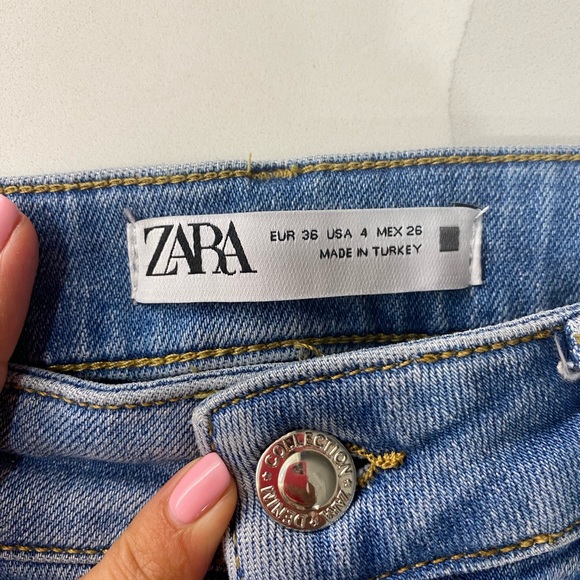 ZARA
EUR 36 USA 4 MEX 26
MADE IN TURKEY
COLLECTION
ZARA
DENIM